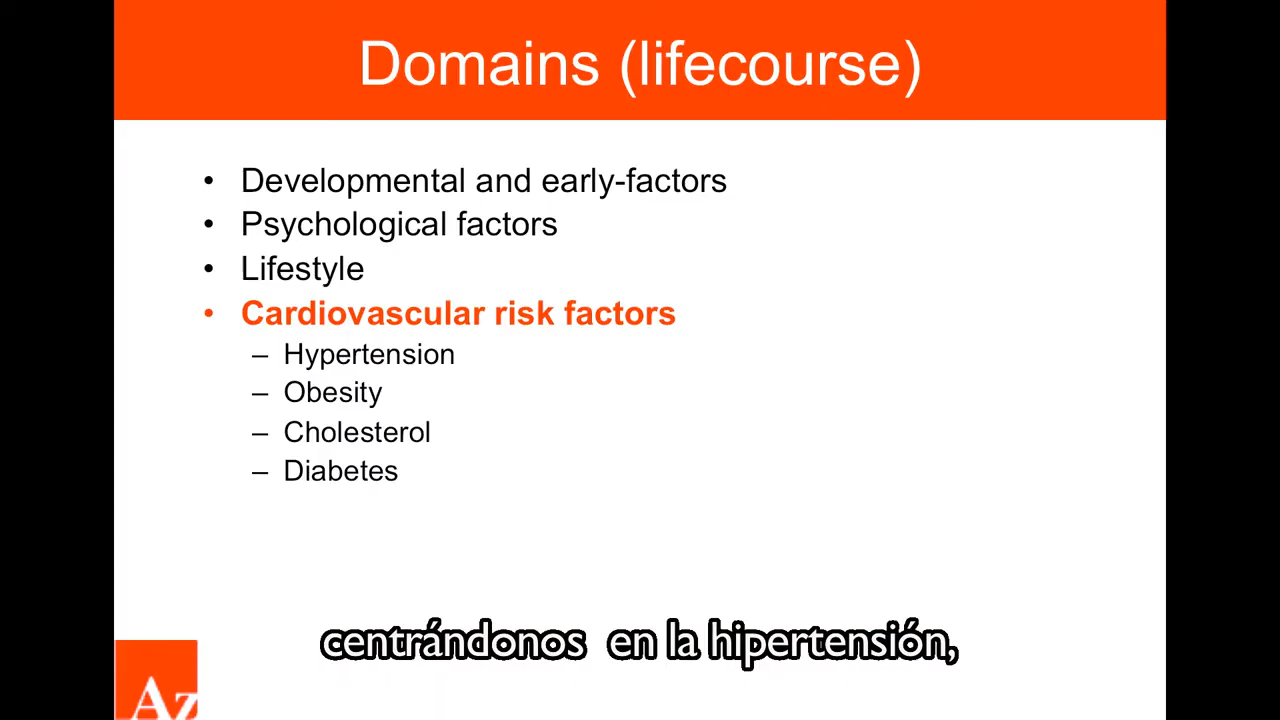 Domains (lifecourse)
• Developmental and early-factors
• Psychological factors
• Lifestyle
• Cardiovascular risk factors
– Hypertension
– Obesity
– Cholesterol
– Diabetes
centrándonos en la hipertensión,
Az